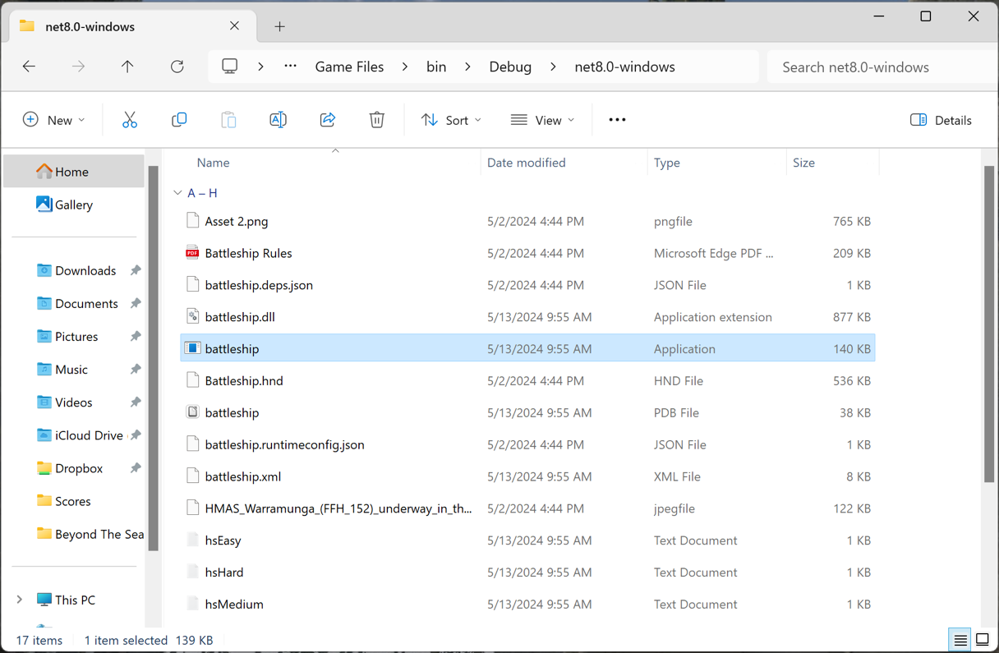 net8.0-windows
Game Files bin Debug net8.0-windows Search net8.0-windows
New Sort View Details
Home
Gallery
Downloads
Documents
Pictures
Music
Videos
iCloud Drive
Dropbox
Scores
Beyond The Sea
This PC
Name Date modified Type Size
A – H
Asset 2.png 5/2/2024 4:44 PM pngfile 765 KB
PDF Battleship Rules 5/2/2024 4:44 PM Microsoft Edge PDF ... 209 KB
battleship.deps.json 5/2/2024 4:44 PM JSON File 1 KB
battleship.dll 5/13/2024 9:55 AM Application extension 877 KB
battleship 5/13/2024 9:55 AM Application 140 KB
Battleship.hnd 5/2/2024 4:44 PM HND File 536 KB
battleship 5/13/2024 9:55 AM PDB File 38 KB
battleship.runtimeconfig.json 5/2/2024 4:44 PM JSON File 1 KB
battleship.xml 5/13/2024 9:55 AM XML File 8 KB
HMAS_Warramunga_(FFH_152)_underway_in_th... 5/2/2024 4:44 PM jpegfile 122 KB
hsEasy 5/13/2024 9:55 AM Text Document 1 KB
hsHard 5/13/2024 9:55 AM Text Document 1 KB
hsMedium 5/13/2024 9:55 AM Text Document 1 KB
17 items 1 item selected 139 KB